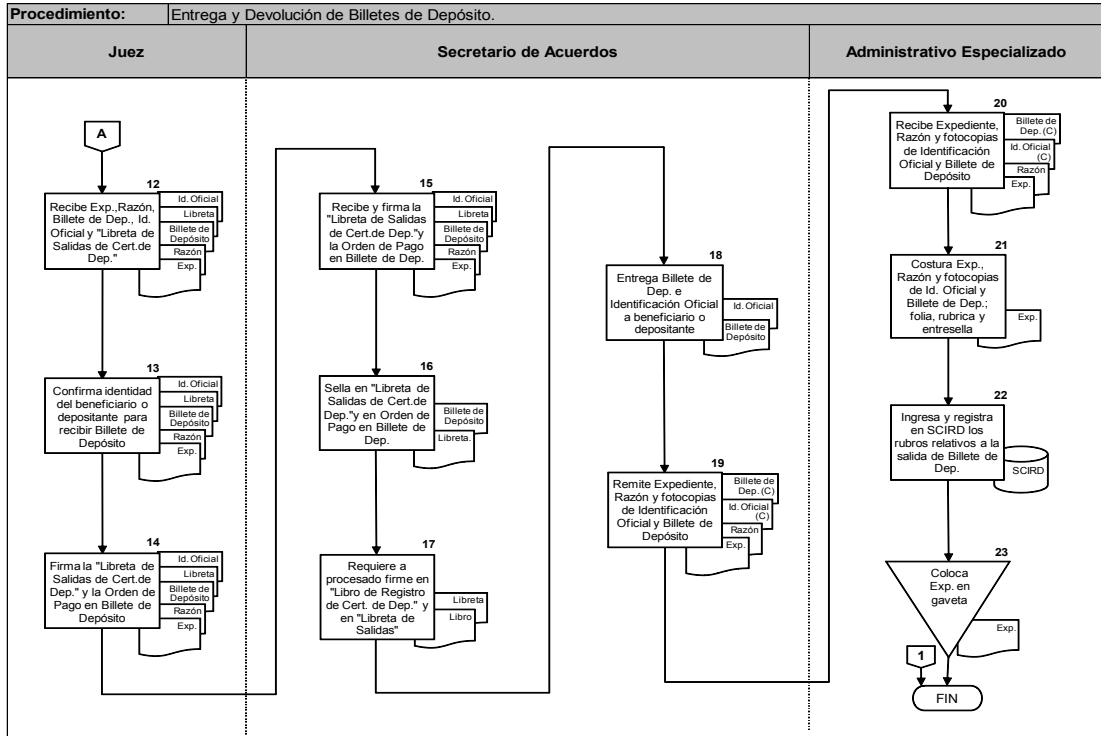 Procedimiento: Entrega y Devolución de Billetes de Depósito.
Juez
Secretario de Acuerdos
Administrativo Especializado
A
12
Recibe Exp.,Razón,
Billete de Dep., Id.
Oficial y "Libreta de
Salidas de Cert.de
Dep."
Id. Oficial
Libreta
Billete de
Depósito
Razón
Exp.
13
Confirma identidad
del beneficiario o
depositante para
recibir Billete de
Depósito
Id. Oficial
Libreta
Billete de
Depósito
Razón
Exp.
14
Firma la "Libreta de
Salidas de Cert.de
Dep." y la Orden de
Pago en Billete de
Depósito
Id. Oficial
Libreta
Billete de
Depósito
Razón
Exp.
15
Recibe y firma la
"Libreta de Salidas
de Cert.de Dep."y
la Orden de Pago
en Billete de Dep.
Id. Oficial
Libreta
Billete de
Depósito
Razón
Exp.
16
Sella en "Libreta de
Salidas de Cert.de
Dep."y en Orden de
Pago en Billete de
Dep.
Billete de
Depósito
Libreta.
17
Requiere a
procesado firme en
"Libro de Registro
de Cert. de Dep." y
en "Libreta de
Salidas"
Libreta
Libro
18
Entrega Billete de
Dep. e
Identificación Oficial
a beneficiario o
depositante
Id. Oficial
Billete de
Depósito
19
Remite Expediente,
Razón y fotocopias
de Identificación
Oficial y Billete de
Depósito
Billete de
Dep. (C)
Id. Oficial
(C)
Razón
Exp.
20
Recibe Expediente,
Razón y fotocopias
de Identificación
Oficial y Billete de
Depósito
Billete de
Dep. (C)
Id. Oficial
(C)
Razón
Exp.
21
Costura Exp.,
Razón y fotocopias
de Id. Oficial y
Billete de Dep.;
folia, rubrica y
entresella
Exp.
22
Ingresa y registra
en SCIRD los
rubros relativos a la
salida de Billete de
Dep.
SCIRD
23
Coloca
Exp. en
gaveta
Exp.
1
FIN